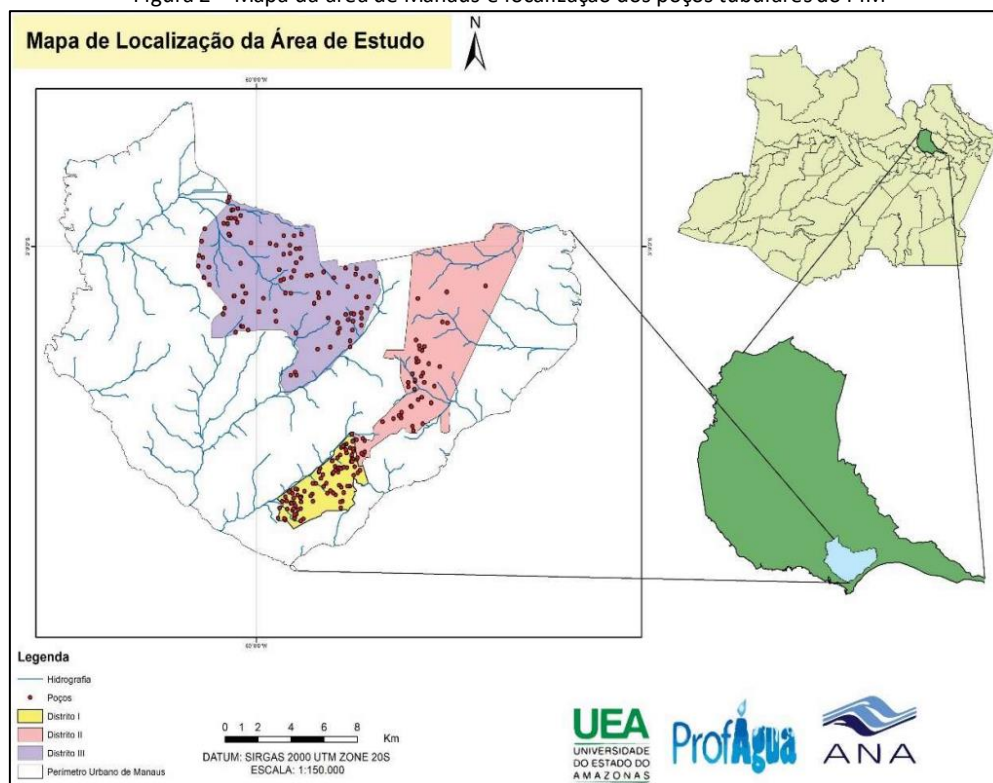 Figura 2 – Mapa da área de Manaus e localização dos poços tubulares do PIM
Mapa de Localização da Área de Estudo
N
Legenda
Hidrografia
Poços
Distrito I
Distrito II
Distrito III
Perímetro Urbano de Manaus
0 1 2 4 6 8
Km
DATUM: SIRGAS 2000 UTM ZONE 20S
ESCALA: 1:150.000
UEA
UNIVERSIDADE
DO ESTADO DO
AMAZONAS
ProfÁgua
ANA